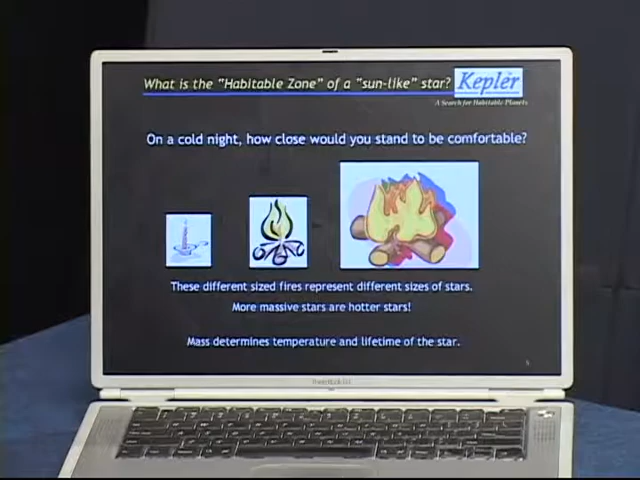 What is the "Habitable Zone" of a "sun-like" star?
Kepler
A Search for Habitable Planets
On a cold night, how close would you stand to be comfortable?
These different sized fires represent different sizes of stars.
More massive stars are hotter stars!
Mass determines temperature and lifetime of the star.